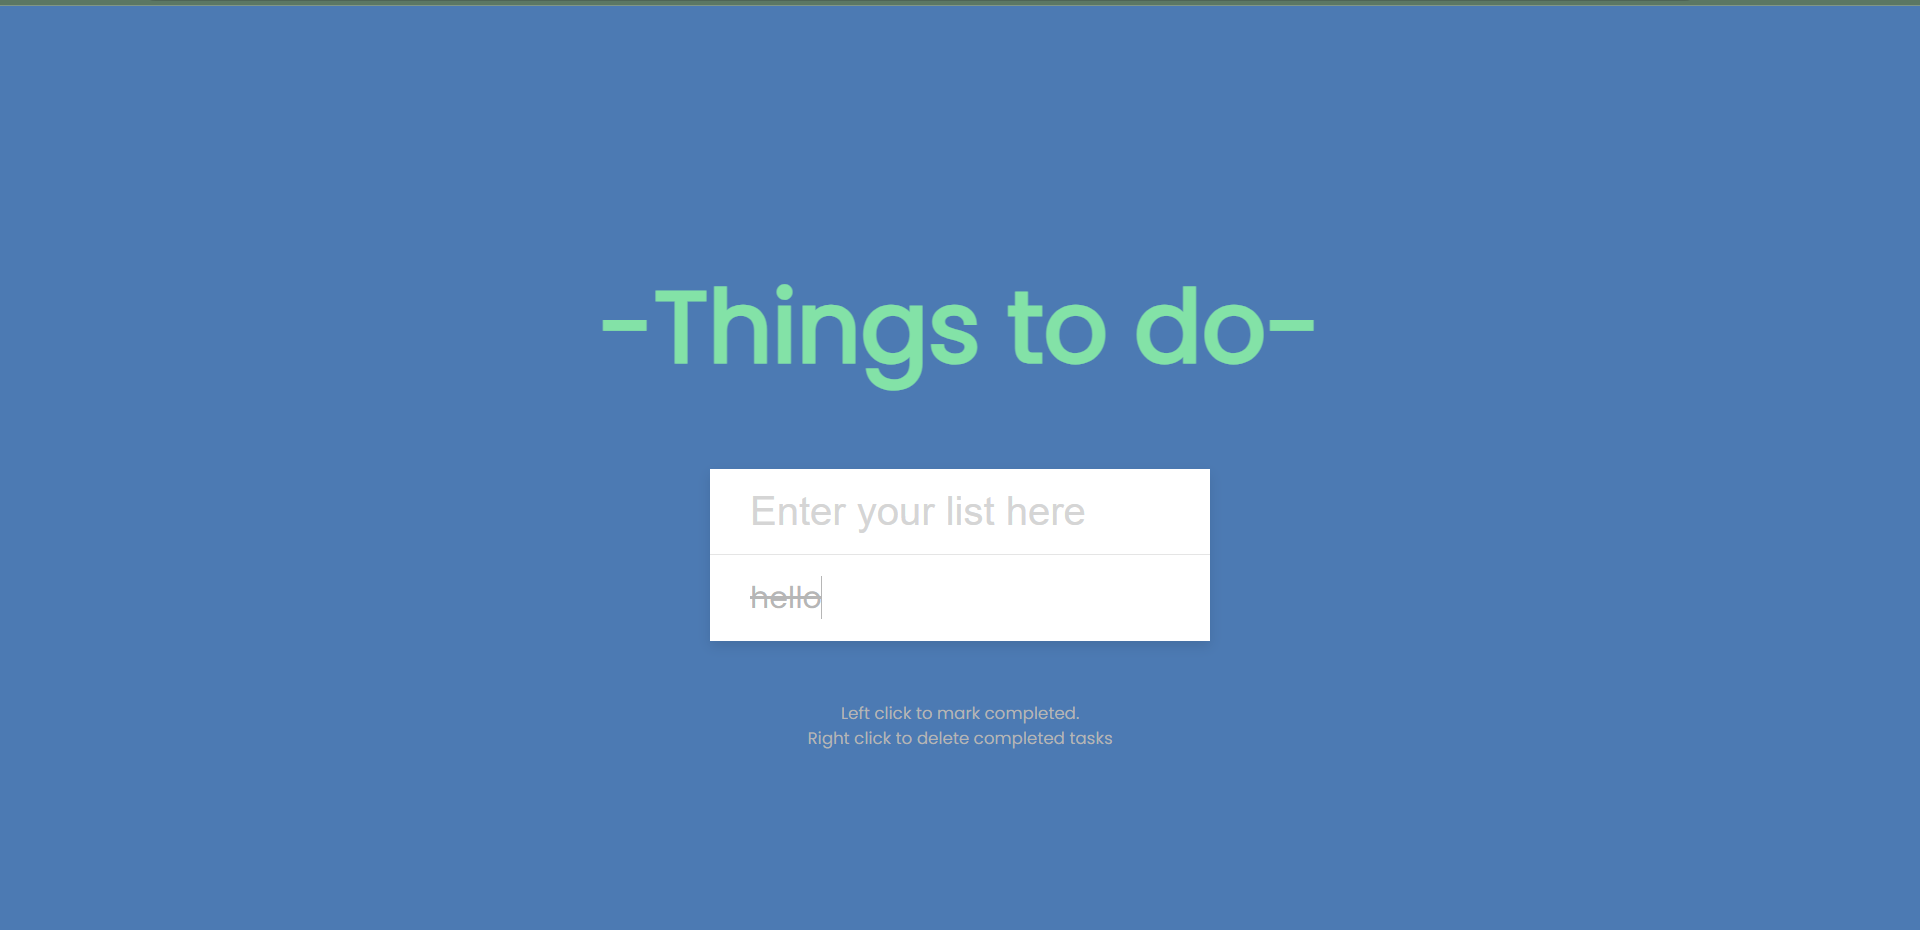 -Things to do-
Enter your list here
hello
Left click to mark completed.
Right click to delete completed tasks